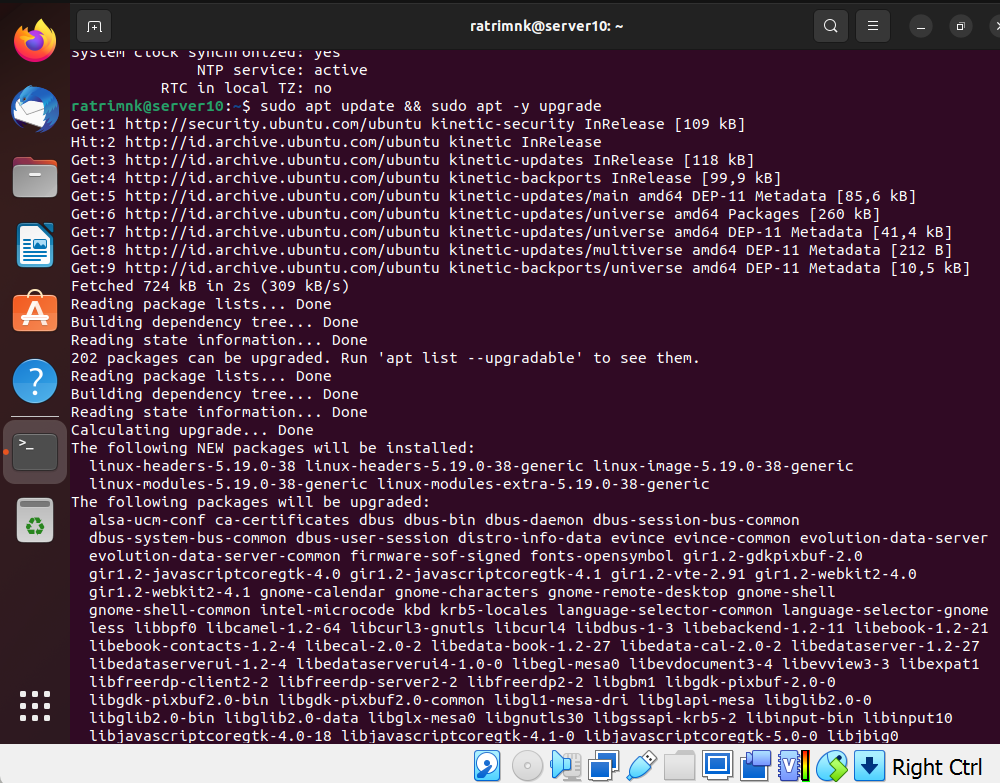 ratrimnk@server10: ~
System clock synchronized: yes
NTP service: active
RTC in local TZ: no
ratrimnk@server10:~$ sudo apt update && sudo apt -y upgrade
Get:1 http://security.ubuntu.com/ubuntu kinetic-security InRelease [109 kB]
Hit:2 http://id.archive.ubuntu.com/ubuntu kinetic InRelease
Get:3 http://id.archive.ubuntu.com/ubuntu kinetic-updates InRelease [118 kB]
Get:4 http://id.archive.ubuntu.com/ubuntu kinetic-backports InRelease [99,9 kB]
Get:5 http://id.archive.ubuntu.com/ubuntu kinetic-updates/main amd64 DEP-11 Metadata [85,6 kB]
Get:6 http://id.archive.ubuntu.com/ubuntu kinetic-updates/universe amd64 Packages [260 kB]
Get:7 http://id.archive.ubuntu.com/ubuntu kinetic-updates/universe amd64 DEP-11 Metadata [41,4 kB]
Get:8 http://id.archive.ubuntu.com/ubuntu kinetic-updates/multiverse amd64 DEP-11 Metadata [212 B]
Get:9 http://id.archive.ubuntu.com/ubuntu kinetic-backports/universe amd64 DEP-11 Metadata [10,5 kB]
Fetched 724 kB in 2s (309 kB/s)
Reading package lists... Done
Building dependency tree... Done
Reading state information... Done
202 packages can be upgraded. Run 'apt list --upgradable' to see them.
Reading package lists... Done
Building dependency tree... Done
Reading state information... Done
Calculating upgrade... Done
The following NEW packages will be installed:
linux-headers-5.19.0-38 linux-headers-5.19.0-38-generic linux-image-5.19.0-38-generic
linux-modules-5.19.0-38-generic linux-modules-extra-5.19.0-38-generic
The following packages will be upgraded:
alsa-ucm-conf ca-certificates dbus dbus-bin dbus-daemon dbus-session-bus-common
dbus-system-bus-common dbus-user-session distro-info-data evince evince-common evolution-data-server
evolution-data-server-common firmware-sof-signed fonts-opensymbol gir1.2-gdkpixbuf-2.0
gir1.2-javascriptcoregtk-4.0 gir1.2-javascriptcoregtk-4.1 gir1.2-vte-2.91 gir1.2-webkit2-4.0
gir1.2-webkit2-4.1 gnome-calendar gnome-characters gnome-remote-desktop gnome-shell
gnome-shell-common intel-microcode kbd krb5-locales language-selector-common language-selector-gnome
less libbpf0 libcamel-1.2-64 libcurl3-gnutls libcurl4 libdbus-1-3 libebackend-1.2-11 libebook-1.2-21
libebook-contacts-1.2-4 libecal-2.0-2 libedata-book-1.2-27 libedata-cal-2.0-2 libedataserver-1.2-27
libedataserverui-1.2-4 libedataserverui4-1.0-0 libegl-mesa0 libevdocument3-4 libevview3-3 libexpat1
libfreerdp-client2-2 libfreerdp-server2-2 libfreerdp2-2 libgbm1 libgdk-pixbuf-2.0-0
libgdk-pixbuf2.0-bin libgdk-pixbuf2.0-common libgl1-mesa-dri libglapi-mesa libglib2.0-0
libglib2.0-bin libglib2.0-data libglx-mesa0 libgnutls30 libgssapi-krb5-2 libinput-bin libinput10
libjavascriptcoregtk-4.0-18 libjavascriptcoregtk-4.1-0 libjavascriptcoregtk-5.0-0 libjbig0
Right Ctrl